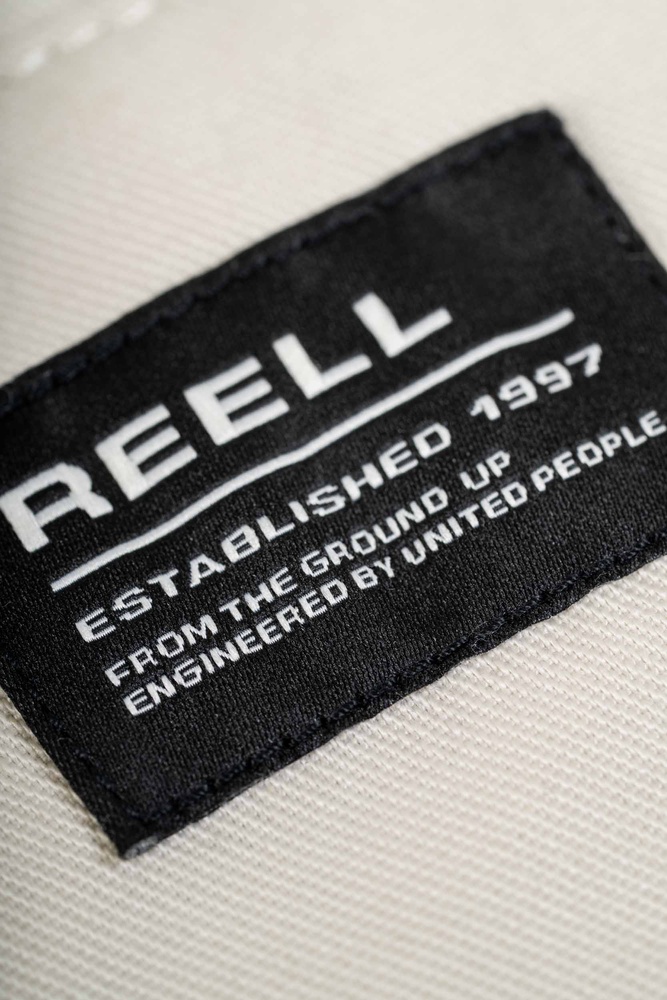 REELL
ESTABLISHED 1997
FROM THE GROUND UP
ENGINEERED BY UNITED PEOPLE